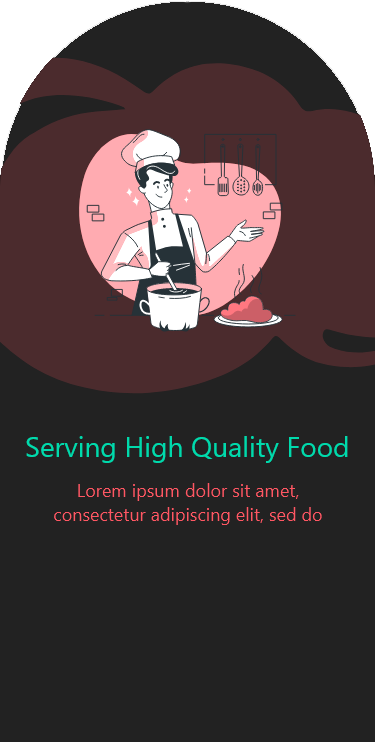 Serving High Quality Food
Lorem ipsum dolor sit amet,
consectetur adipiscing elit, sed do